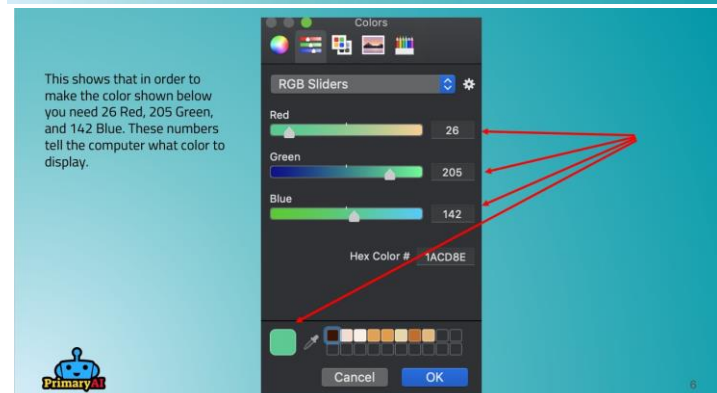 Colors
This shows that in order to
make the color shown below
you need 26 Red, 205 Green,
and 142 Blue. These numbers
tell the computer what color to
display.
RGB Sliders
Red
26
Green
205
Blue
142
Hex Color # 1ACD8E
Cancel
OK
PrimaryAI
6